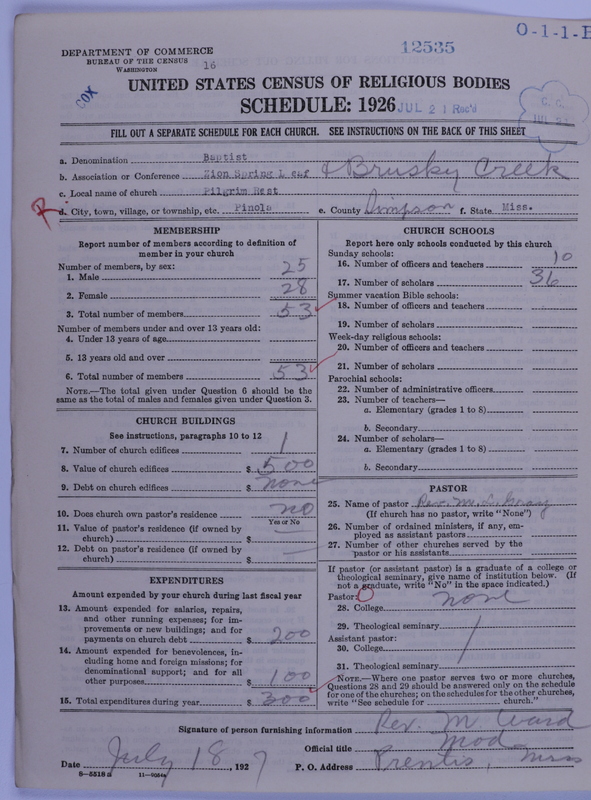 O-1-1-B
12535
DEPARTMENT OF COMMERCE
BUREAU OF THE CENSUS
WASHINGTON
16
COX
UNITED STATES CENSUS OF RELIGIOUS BODIES
SCHEDULE: 1926
JUL 21 Rec'd
C. C.
JUL 21
FILL OUT A SEPARATE SCHEDULE FOR EACH CHURCH. SEE INSTRUCTIONS ON THE BACK OF THIS SHEET
a. Denomination Baptist
b. Association or Conference Zion Spring Leaf & Brusky Creek
c. Local name of church Pilgrim Rest
R.
d. City, town, village, or township, etc. Pinola e. County Simpson f. State Miss.
MEMBERSHIP
Report number of members according to definition of
member in your church
Number of members, by sex:
1. Male 25
2. Female 28
3. Total number of members 53
Number of members under and over 13 years old:
4. Under 13 years of age
5. 13 years old and over
6. Total number of members 53
NOTE.—The total given under Question 6 should be the
same as the total of males and females given under Question 3.
CHURCH BUILDINGS
See instructions, paragraphs 10 to 12
7. Number of church edifices 1
8. Value of church edifices $ 500
9. Debt on church edifices $ none
10. Does church own pastor's residence no
Yes or No
11. Value of pastor's residence (if owned by
church) $
12. Debt on pastor's residence (if owned by
church) $
EXPENDITURES
Amount expended by your church during last fiscal year
13. Amount expended for salaries, repairs,
and other running expenses; for im-
provements or new buildings; and for
payments on church debt $ 200
14. Amount expended for benevolences, in-
cluding home and foreign missions; for
denominational support; and for all
other purposes $ 100
15. Total expenditures during year $ 300
CHURCH SCHOOLS
Report here only schools conducted by this church
Sunday schools:
16. Number of officers and teachers 10
17. Number of scholars 36
Summer vacation Bible schools:
18. Number of officers and teachers
19. Number of scholars
Week-day religious schools:
20. Number of officers and teachers
21. Number of scholars
Parochial schools:
22. Number of administrative officers
23. Number of teachers—
a. Elementary (grades 1 to 8)
b. Secondary
24. Number of scholars—
a. Elementary (grades 1 to 8)
b. Secondary
PASTOR
25. Name of pastor Rev. M. L. Gray
(If church has no pastor, write "None")
26. Number of ordained ministers, if any, em-
ployed as assistant pastors
27. Number of other churches served by the
pastor or his assistants
If pastor (or assistant pastor) is a graduate of a college or
theological seminary, give name of institution below. (If
not a graduate, write "No" in the space indicated.)
Pastor:
28. College none
29. Theological seminary
Assistant pastor:
30. College
31. Theological seminary
NOTE.—Where one pastor serves two or more churches,
Questions 28 and 29 should be answered only on the schedule
for one of the churches; on the schedules for the other churches,
write "See schedule for church."
Signature of person furnishing information Rev. M. Ward
Official title Mod
Date July 18, 1927 P. O. Address Prentis, Miss
8-5518a 11-9054a